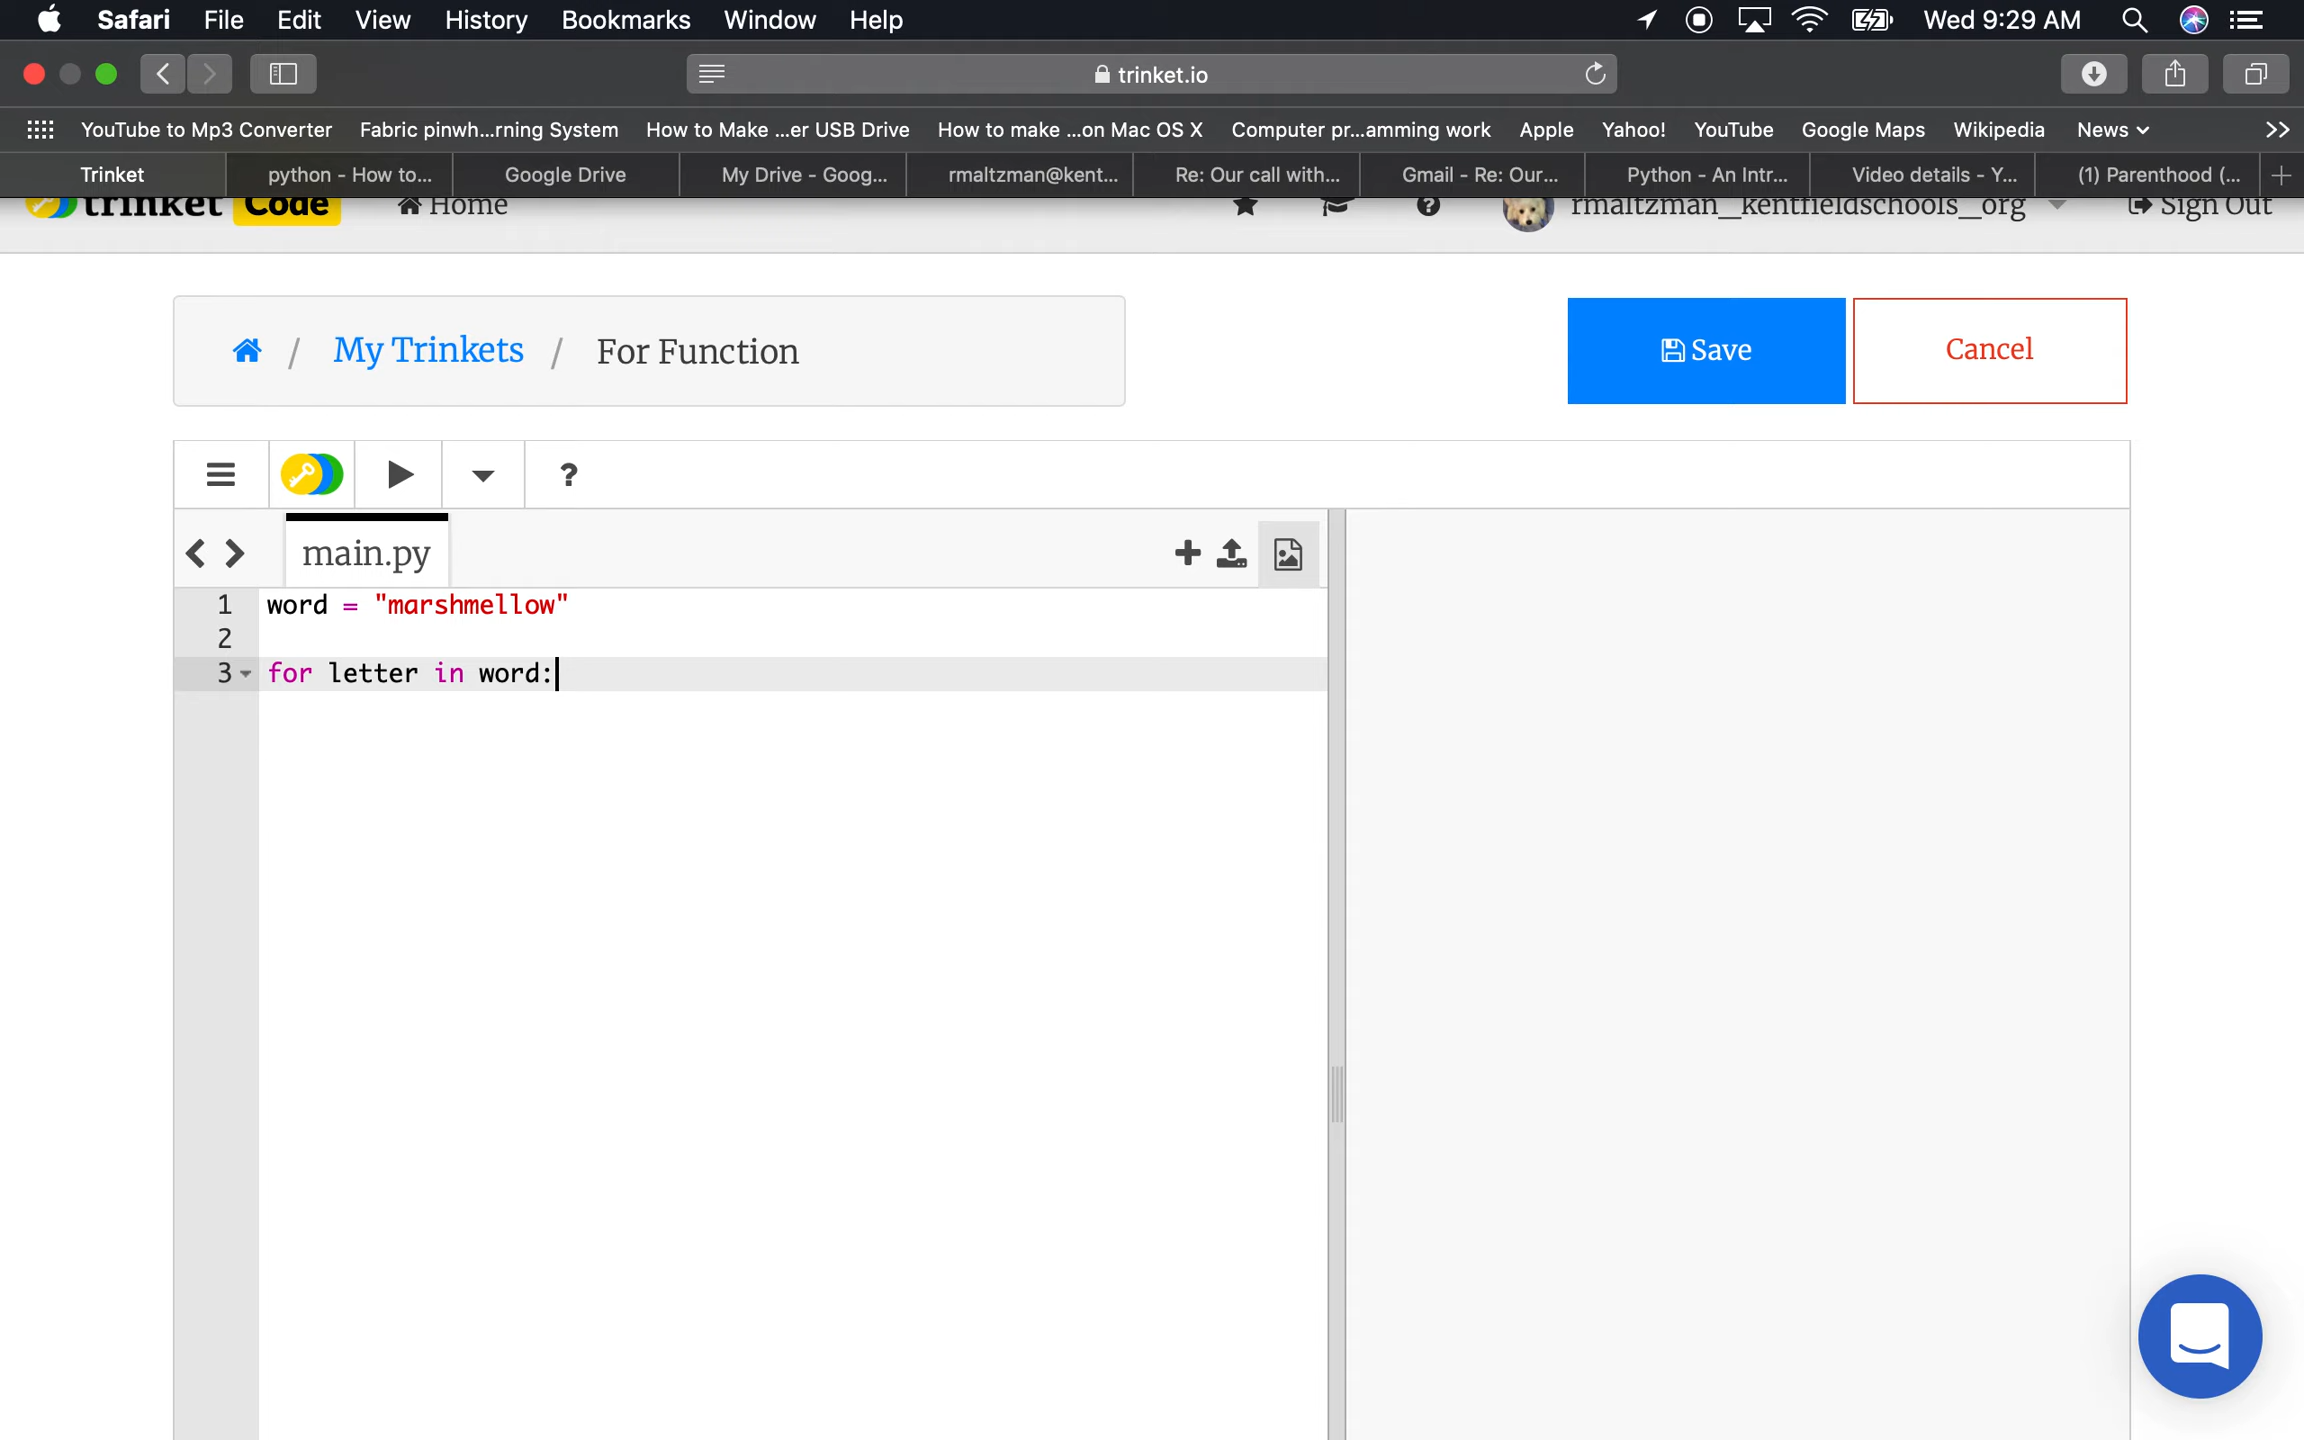 Safari File Edit View History Bookmarks Window Help Wed 9:29 AM
trinket.io
YouTube to Mp3 Converter Fabric pinwh...rning System How to Make ...er USB Drive How to make ...on Mac OS X Computer pr...amming work Apple Yahoo! YouTube Google Maps Wikipedia News
Trinket python - How to... Google Drive My Drive - Goog... rmaltzman@kent... Re: Our call with... Gmail - Re: Our... Python - An Intr... Video details - Y... (1) Parenthood (...
trinket Code Home rmaltzman_kentfieldschools_org Sign Out
/ My Trinkets / For Function Save Cancel
?
main.py
1 word = "marshmellow"
2
3 for letter in word: